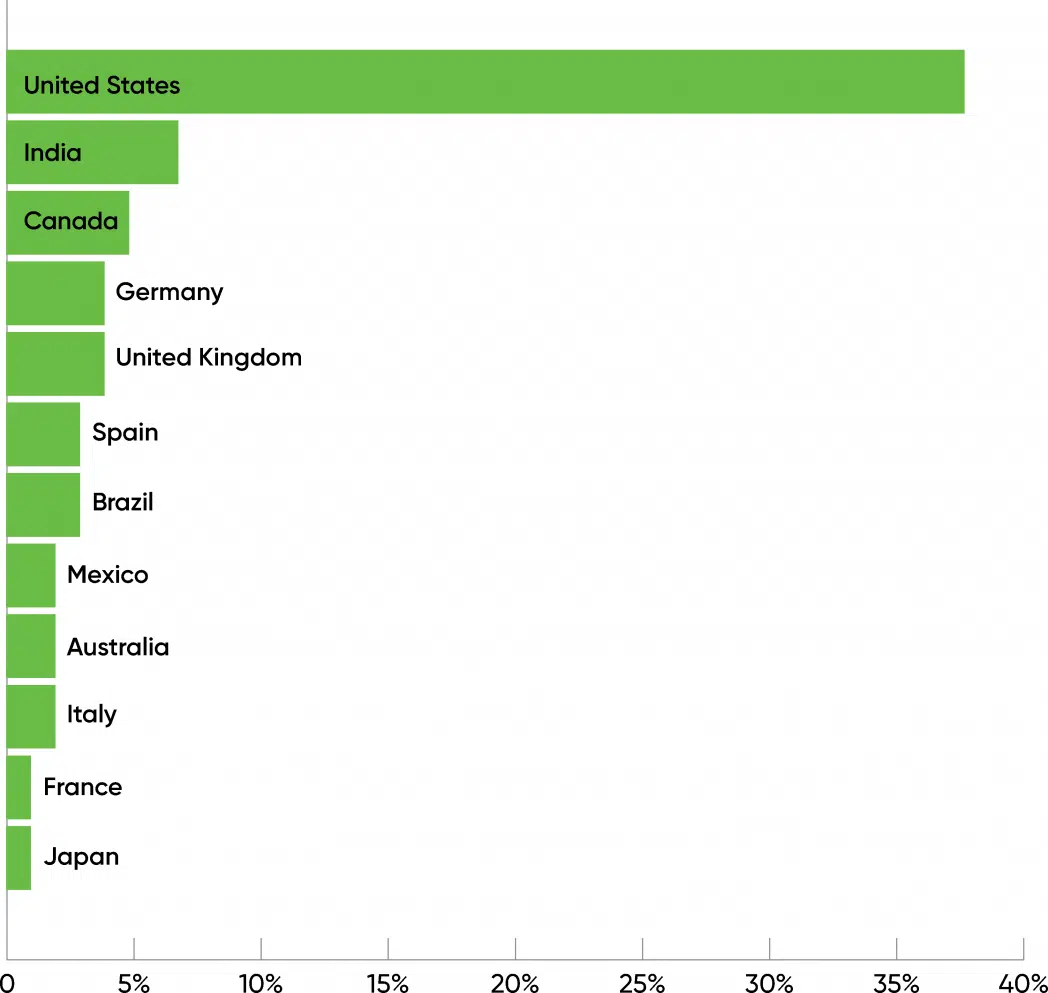 United States
India
Canada
Germany
United Kingdom
Spain
Brazil
Mexico
Australia
Italy
France
Japan
0 5% 10% 15% 20% 25% 30% 35% 40%